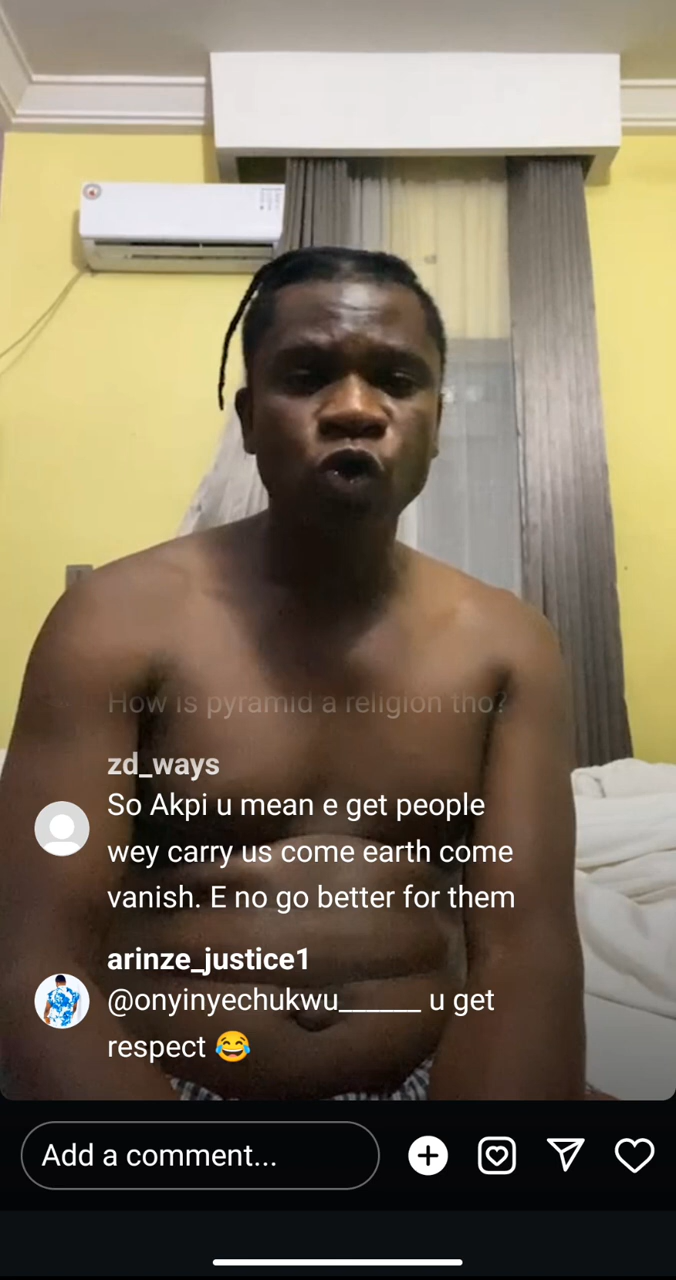 How is pyramid a religion tho?
zd_ways
So Akpi u mean e get people
wey carry us come earth come
vanish. E no go better for them
arinze_justice1
@onyinyechukwu______ u get
respect 😂
Add a comment...